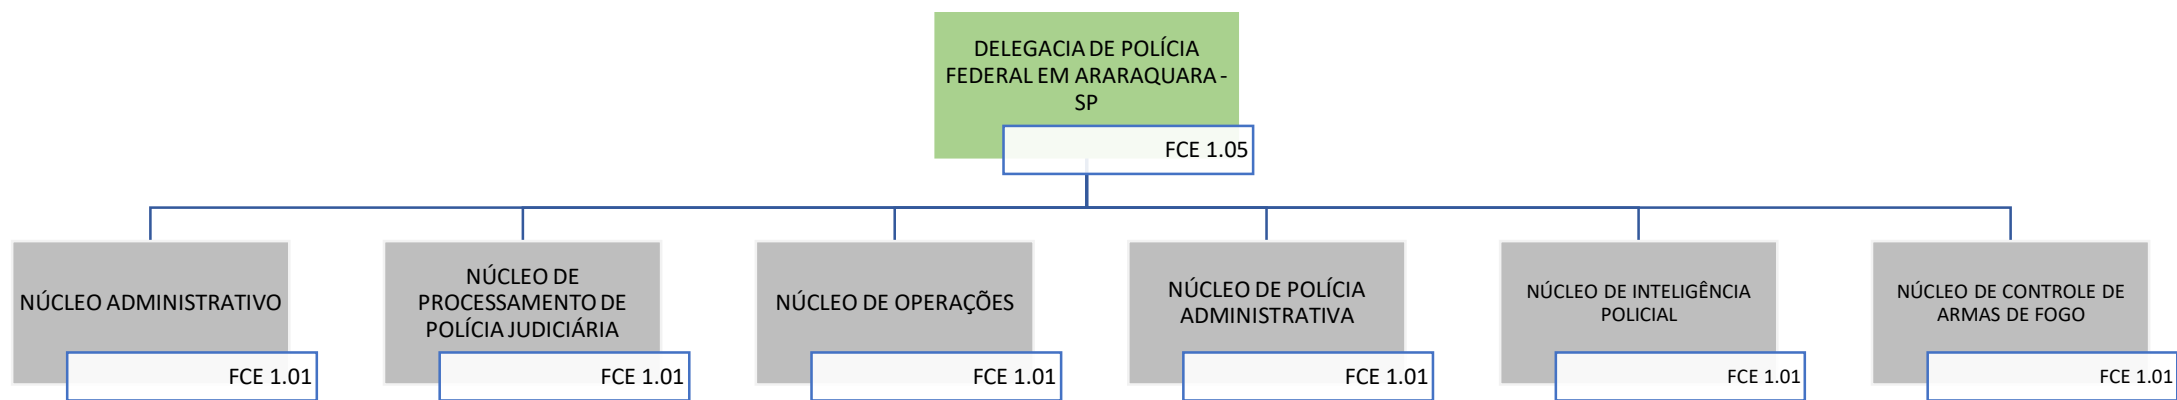 DELEGACIA DE POLÍCIA
FEDERAL EM ARARAQUARA -
SP
FCE 1.05
NÚCLEO ADMINISTRATIVO
FCE 1.01
NÚCLEO DE
PROCESSAMENTO DE
POLÍCIA JUDICIÁRIA
FCE 1.01
NÚCLEO DE OPERAÇÕES
FCE 1.01
NÚCLEO DE POLÍCIA
ADMINISTRATIVA
FCE 1.01
NÚCLEO DE INTELIGÊNCIA
POLICIAL
FCE 1.01
NÚCLEO DE CONTROLE DE
ARMAS DE FOGO
FCE 1.01